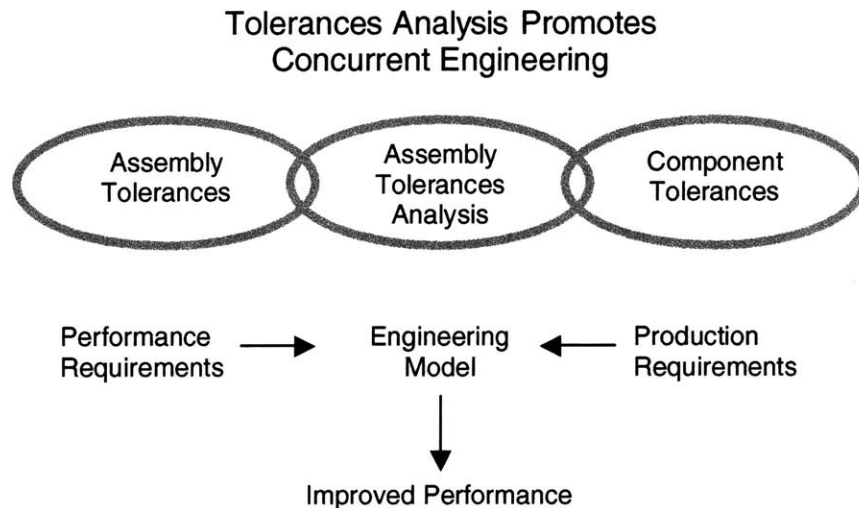 Tolerances Analysis Promotes
Concurrent Engineering
Assembly
Tolerances
Assembly
Tolerances
Analysis
Component
Tolerances
Performance
Requirements
Engineering
Model
Production
Requirements
Improved Performance